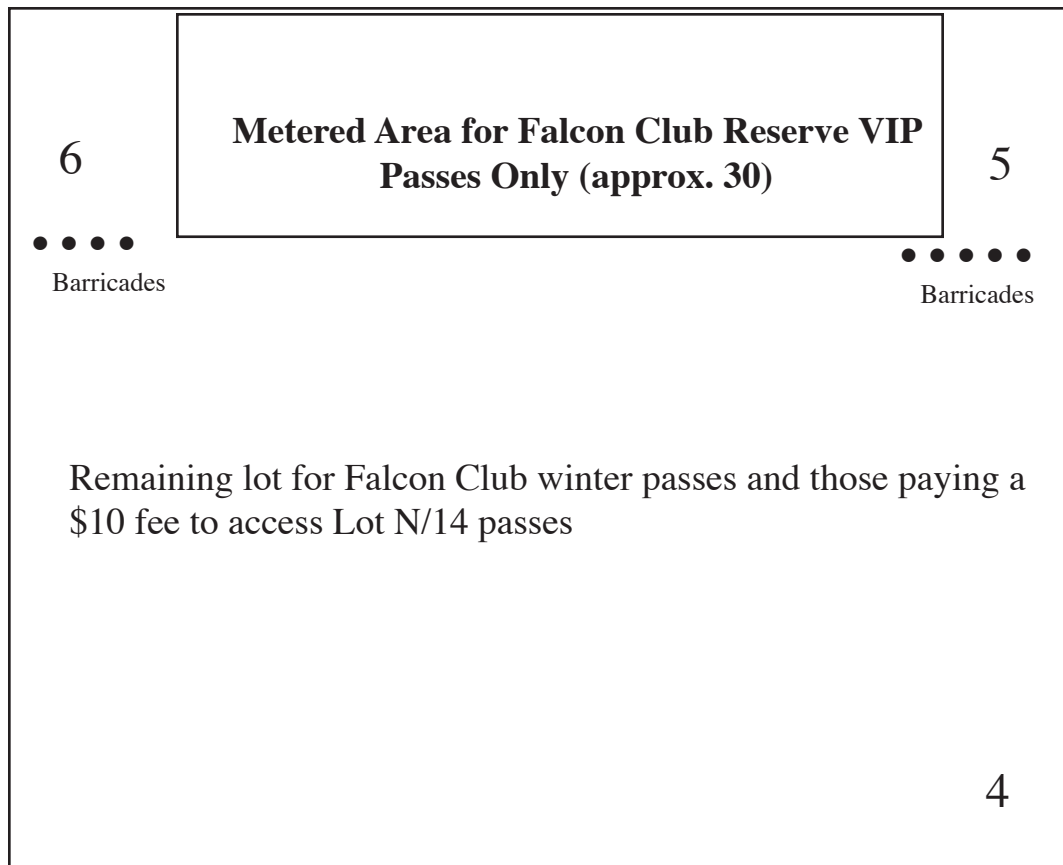 Metered Area for Falcon Club Reserve VIP
Passes Only (approx. 30)
6
5
Barricades
Barricades
Remaining lot for Falcon Club winter passes and those paying a
$10 fee to access Lot N/14 passes
4